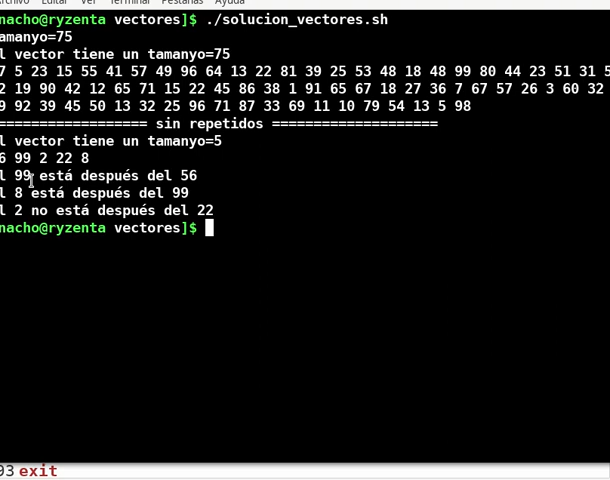 Archivo Editar Ver Terminal Pestañas Ayuda
nacho@ryzenta vectores]$ ./solucion_vectores.sh
amanyo=75
l vector tiene un tamanyo=75
7 5 23 15 55 41 57 49 96 64 13 22 81 39 25 53 48 18 48 99 80 44 23 51 31 5
2 19 90 42 12 65 71 15 22 45 86 38 1 91 65 67 18 27 36 7 67 57 26 3 60 32
9 92 39 45 50 13 32 25 96 71 87 33 69 11 10 79 54 13 5 98
================== sin repetidos ====================
l vector tiene un tamanyo=5
6 99 2 22 8
l 99 está después del 56
l 8 está después del 99
l 2 no está después del 22
nacho@ryzenta vectores]$
93 exit